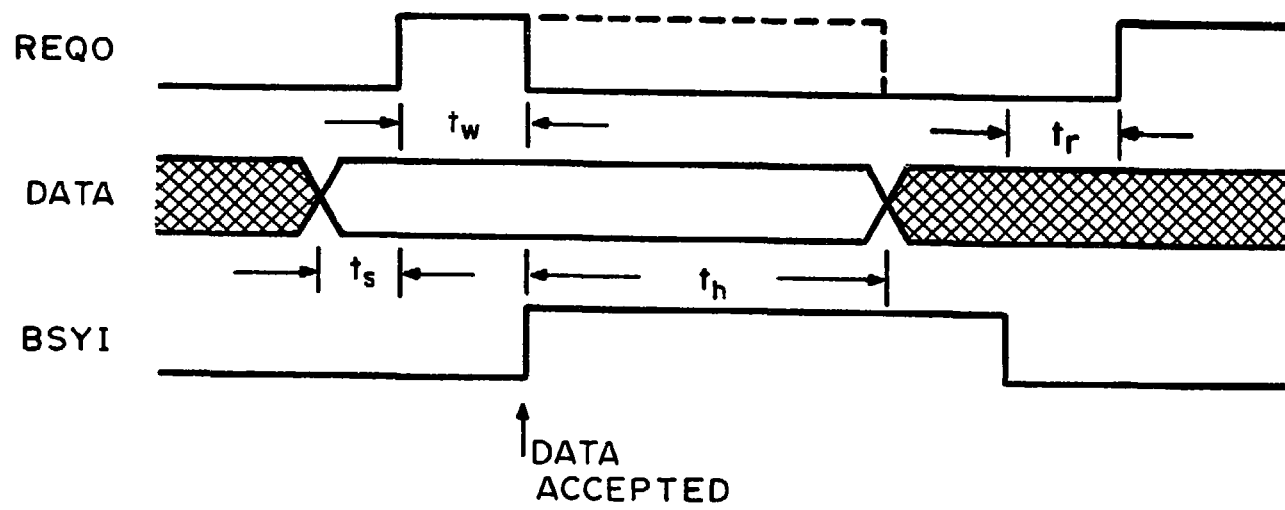 REQO
t_w
t_r
DATA
t_s
t_h
BSYI
DATA
ACCEPTED